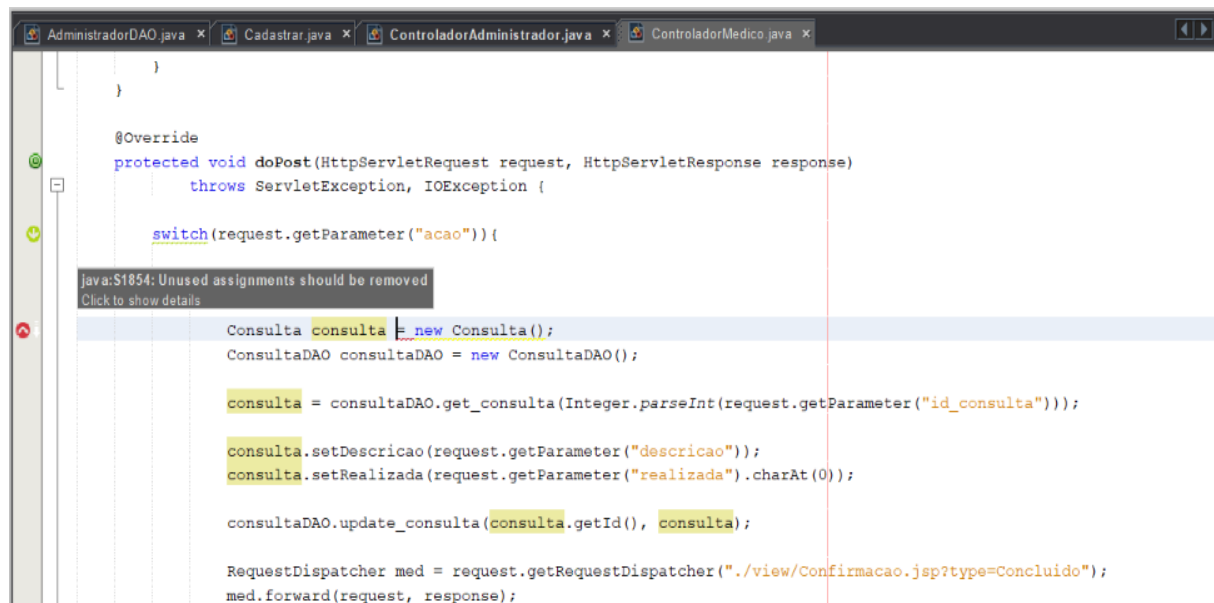 AdministradorDAO.java × Cadastrar.java × ControladorAdministrador.java × ControladorMedico.java ×
}
}
@Override
protected void doPost(HttpServletRequest request, HttpServletResponse response)
throws ServletException, IOException {
switch(request.getParameter("acao")){
java:S1854: Unused assignments should be removed
Click to show details
Consulta consulta = new Consulta();
ConsultaDAO consultaDAO = new ConsultaDAO();
consulta = consultaDAO.get_consulta(Integer.parseInt(request.getParameter("id_consulta")));
consulta.setDescricao(request.getParameter("descricao"));
consulta.setRealizada(request.getParameter("realizada").charAt(0));
consultaDAO.update_consulta(consulta.getId(), consulta);
RequestDispatcher med = request.getRequestDispatcher("./view/Confirmacao.jsp?type=Concluido");
med.forward(request, response);